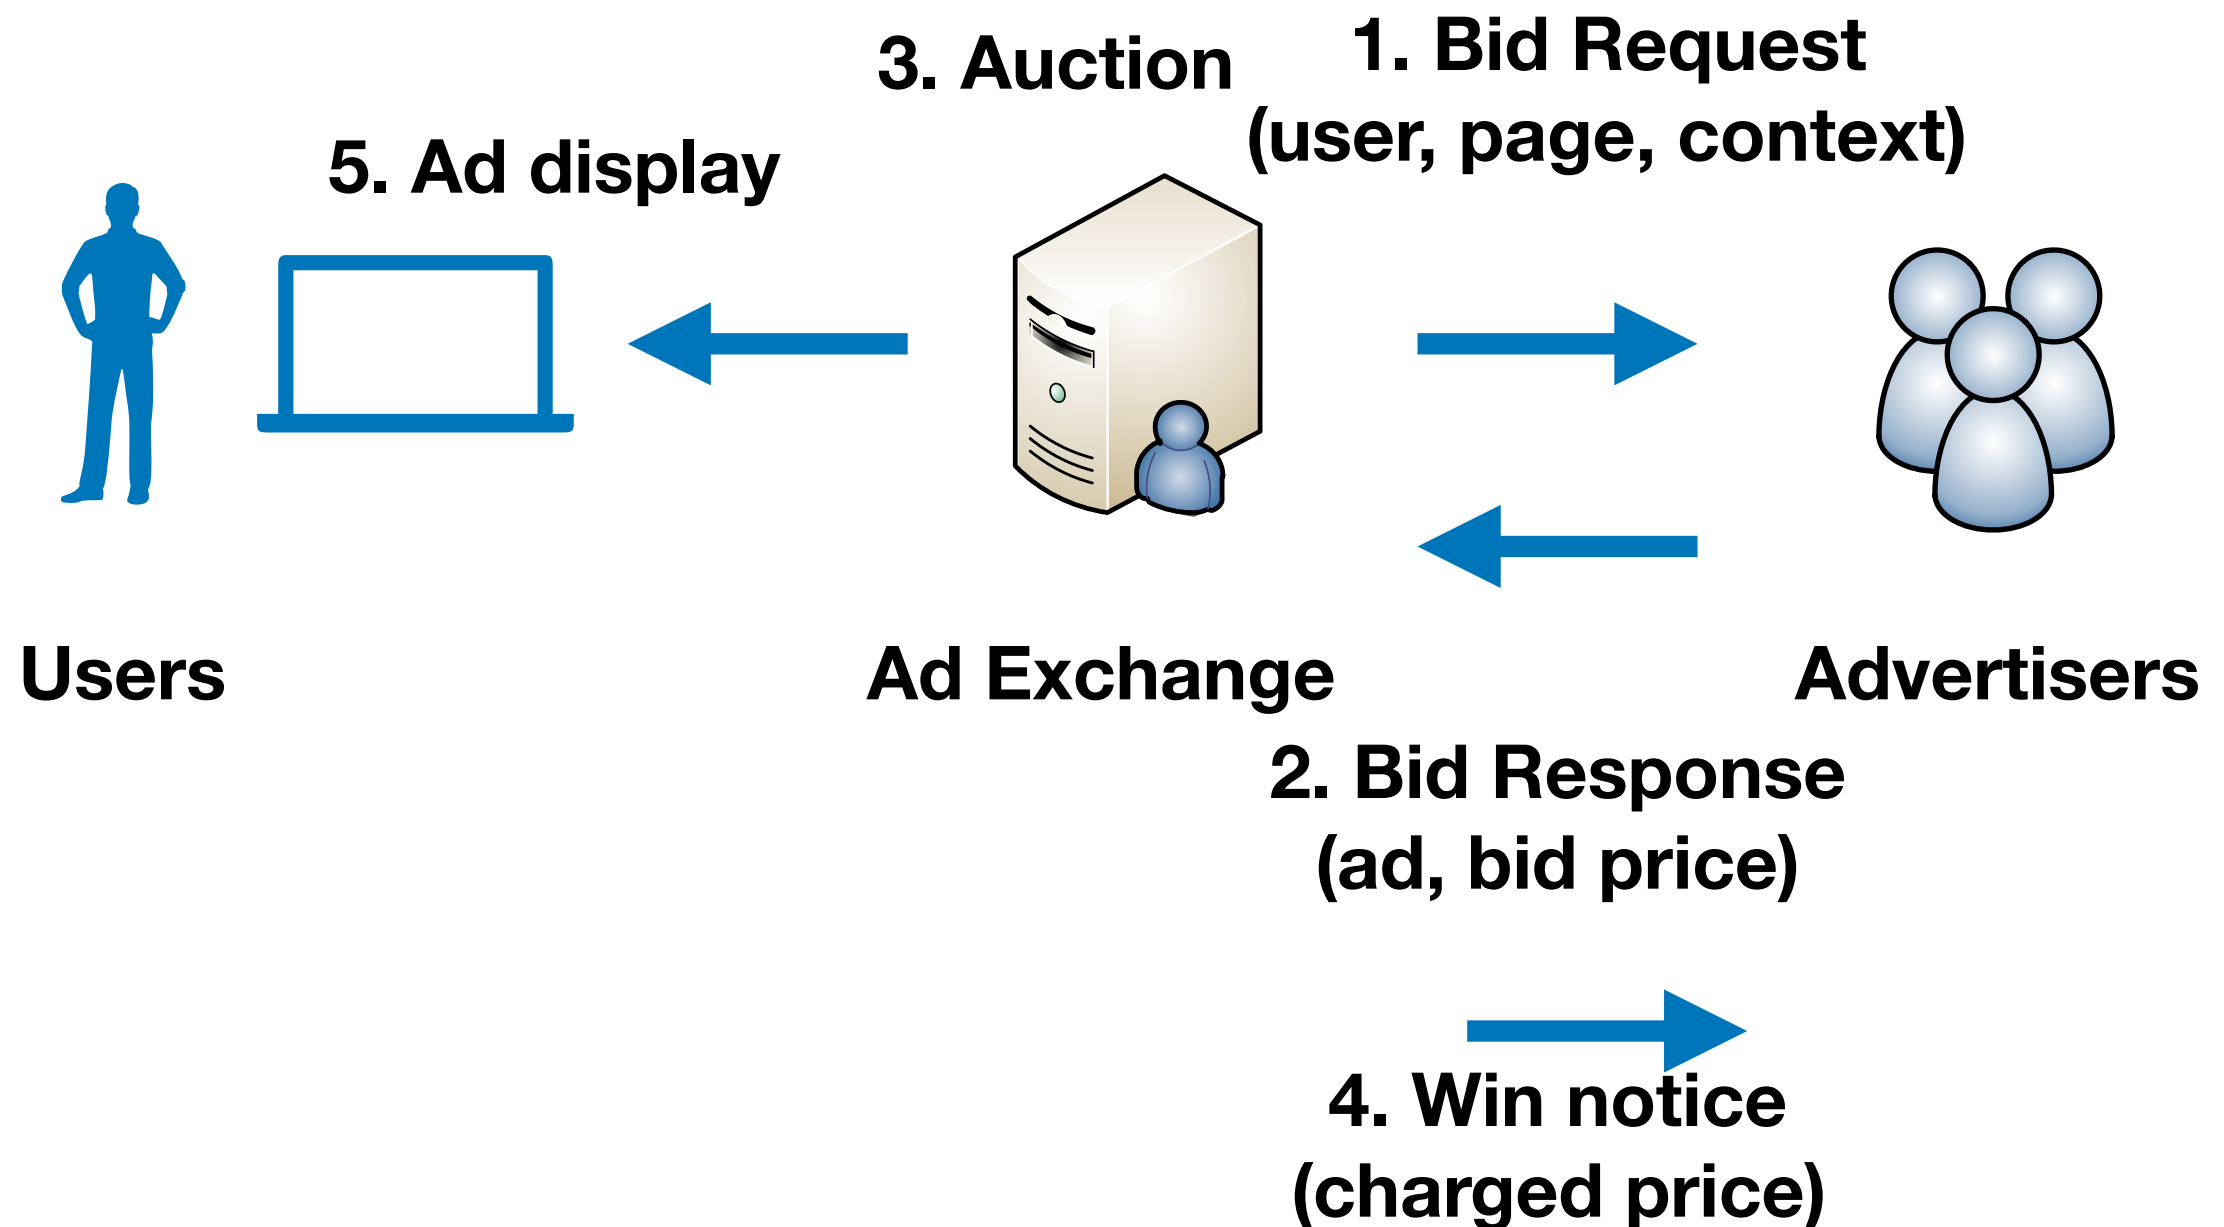 3. Auction
1. Bid Request
(user, page, context)
5. Ad display
Users
Ad Exchange
Advertisers
2. Bid Response
(ad, bid price)
4. Win notice
(charged price)